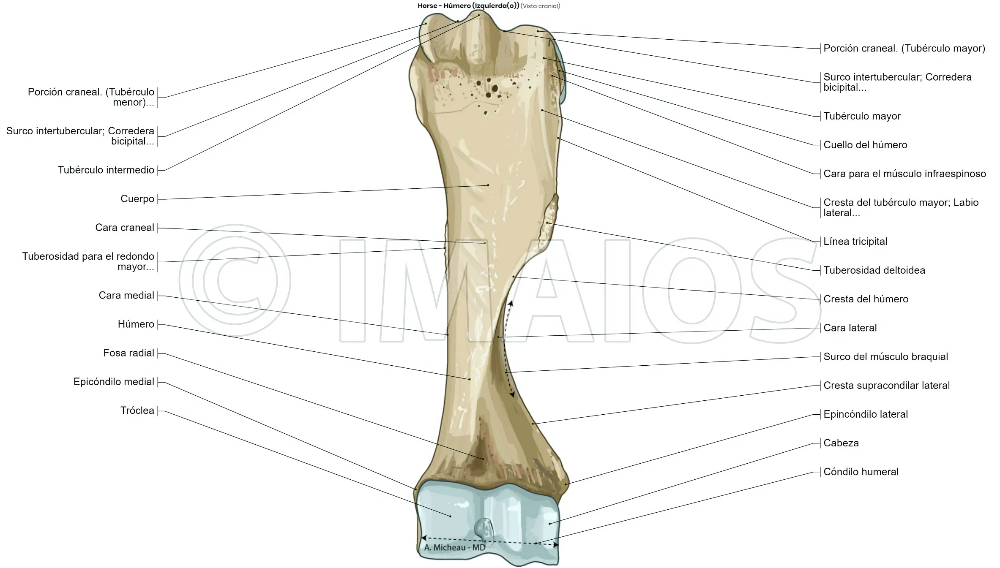 Horse - Húmero (Izquierda(o)) (Vista cranial)
Porción craneal. (Tubérculo
menor)...
Surco intertubercular; Corredera
bicipital...
Tubérculo intermedio
Cuerpo
Cara craneal
Tuberosidad para el redondo
mayor...
Cara medial
Húmero
Fosa radial
Epicóndilo medial
Tróclea
Porción craneal. (Tubérculo mayor)
Surco intertubercular; Corredera
bicipital...
Tubérculo mayor
Cuello del húmero
Cara para el músculo infraespinoso
Cresta del tubérculo mayor; Labio
lateral...
Línea tricipital
Tuberosidad deltoidea
Cresta del húmero
Cara lateral
Surco del músculo braquial
Cresta supracondilar lateral
Epincóndilo lateral
Cabeza
Cóndilo humeral
© IMAIOS
A. Micheau - MD